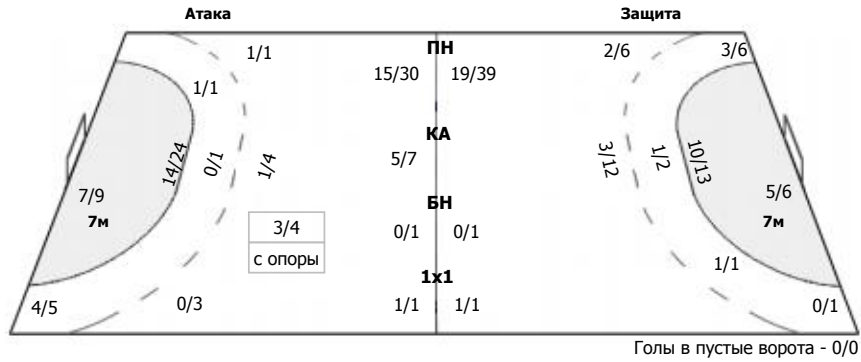 Атака Защита
1/1 ПН 2/6 3/6
15/30 19/39
1/1
КА
14/24 0/1 1/4 5/7 3/12 1/2 10/13
7/9 5/6
7м БН 7м
3/4 0/1 0/1
с опоры
1/1
1x1
4/5 0/3 1/1 1/1 0/1
Голы в пустые ворота - 0/0